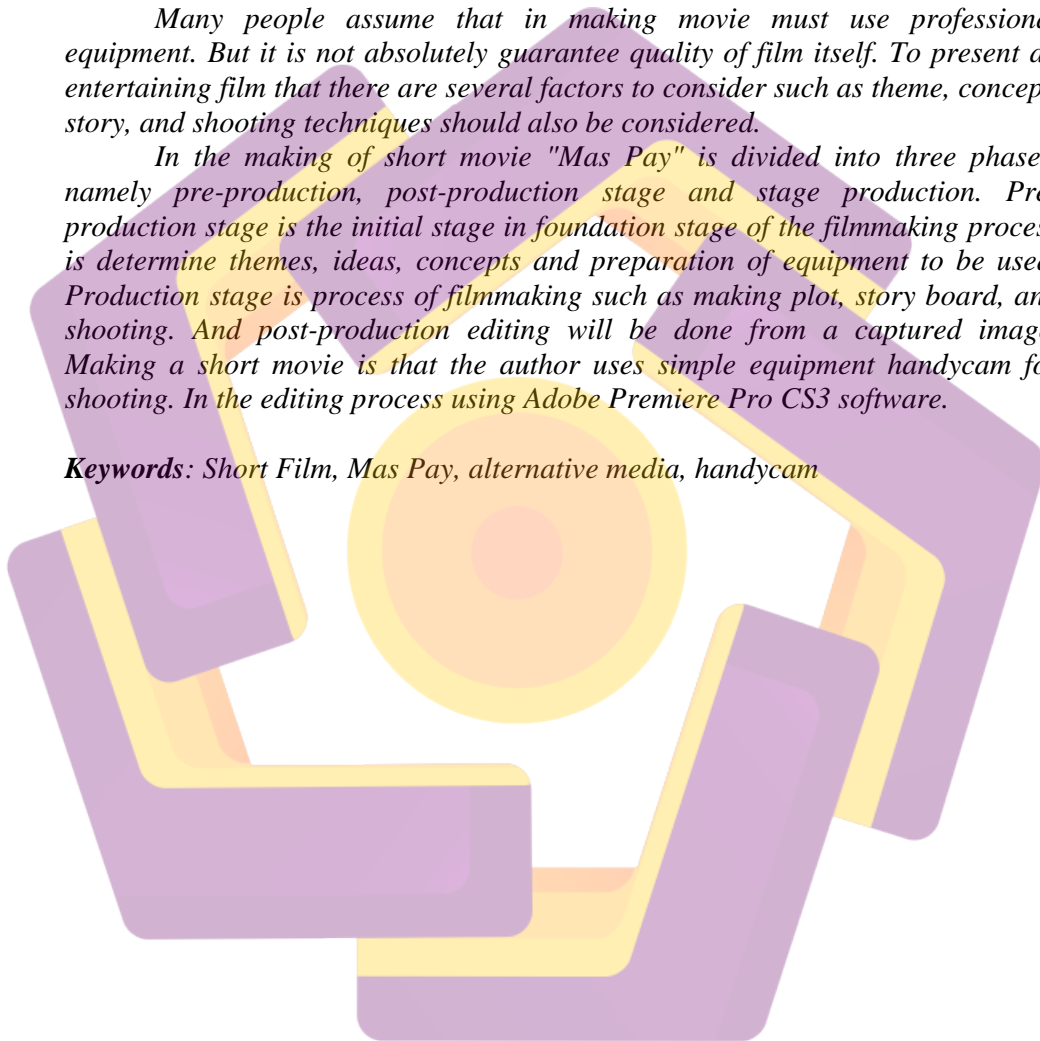 Many people assume that in making movie must use professiona
equipment. But it is not absolutely guarantee quality of film itself. To present a
entertaining film that there are several factors to consider such as theme, concep
story, and shooting techniques should also be considered.
In the making of short movie "Mas Pay" is divided into three phase
namely pre-production, post-production stage and stage production. Pre
production stage is the initial stage in foundation stage of the filmmaking proces
is determine themes, ideas, concepts and preparation of equipment to be use
Production stage is process of filmmaking such as making plot, story board, an
shooting. And post-production editing will be done from a captured image
Making a short movie is that the author uses simple equipment handycam fo
shooting. In the editing process using Adobe Premiere Pro CS3 software.
Keywords: Short Film, Mas Pay, alternative media, handycam